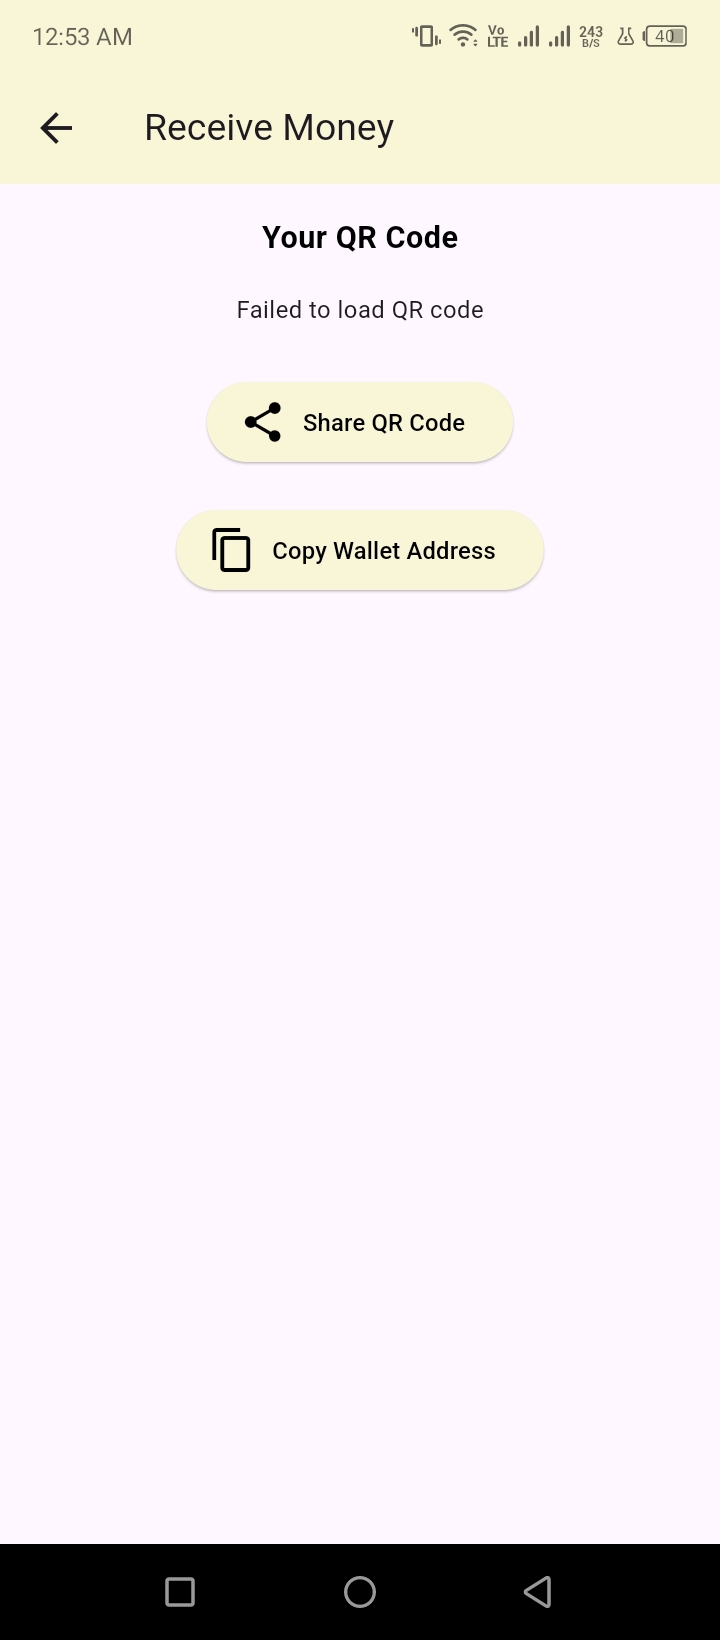 12:53 AM
Vo LTE
243 B/S
40
Receive Money
Your QR Code
Failed to load QR code
Share QR Code
Copy Wallet Address